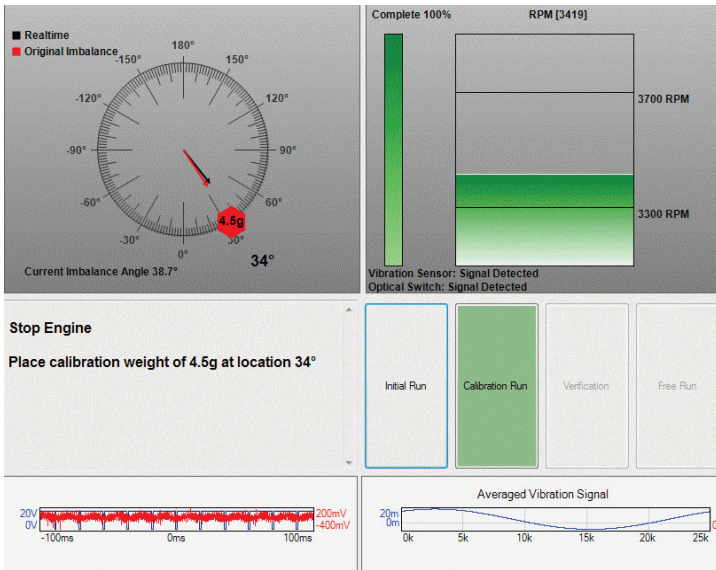 Realtime
Original Imbalance
180°
-150°
150°
-120°
120°
-90°
90°
-60°
60°
-30°
30°
0°
4.5g
34°
Current Imbalance Angle 38.7°
Complete 100%
RPM [3419]
3700 RPM
3300 RPM
Vibration Sensor: Signal Detected
Optical Switch: Signal Detected
Stop Engine
Place calibration weight of 4.5g at location 34°
Initial Run
Calibration Run
Verification
Free Run
20V
0V
200mV
-400mV
-100ms
0ms
100ms
Averaged Vibration Signal
20m
0m
0k
5k
10k
15k
20k
25k